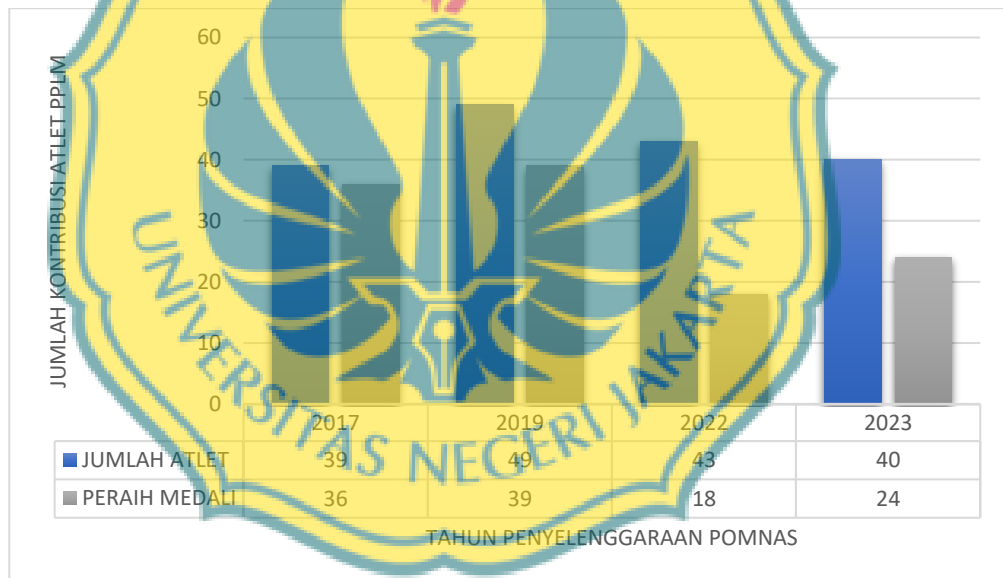 JUMLAH KONTRIBUSI ATLET PPLM
60
50
40
30
20
10
0
2017 2019 2022 2023
JUMLAH ATLET 39 49 43 40
PERAIH MEDALI 36 39 18 24
TAHUN PENYELENGGARAAN POMNAS
UNIVERSITAS NEGERI JAKARTA